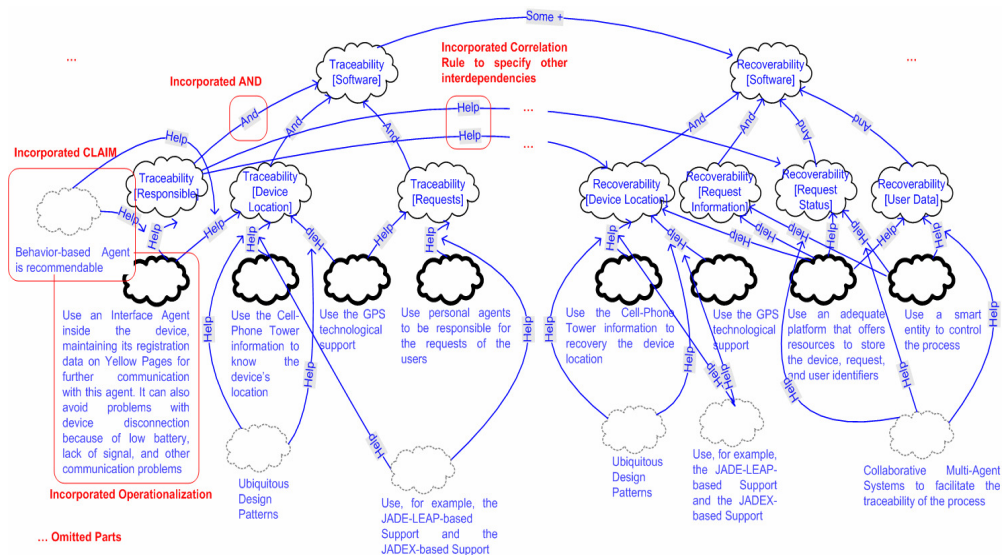 Some +
...
Traceability
[Software]
Incorporated Correlation
Rule to specify other
interdependencies
Recoverability
[Software]
...
Incorporated AND
And
And
And
Help
...
Help
...
And
And
And
And
Help
Incorporated CLAIM
Traceability
[Responsible]
Traceability
[Device
Location]
Traceability
[Requests]
Recoverability
[Device Location]
Recoverability
[Request
Information]
Recoverability
[Request
Status]
Recoverability
[User Data]
Help
Help
Help
Help
Help
Help
Help
Help
Help
Help
Help
Help
Behavior-based Agent
is recommendable
Use an Interface Agent
inside the device,
maintaining its registration
data on Yellow Pages for
further communication
with this agent. It can also
avoid problems with
device disconnection
because of low battery,
lack of signal, and other
communication problems
Incorporated Operationalization
Use the Cell-
Phone Tower
information to
know the
device's
location
Use the GPS
technological
support
Use personal agents
to be responsible for
the requests of the
users
Use the Cell-Phone
Tower information to
recovery the device
location
Use the GPS
technological
support
Use an adequate
platform that offers
resources to store
the device, request,
and user identifiers
Use a smart
entity to control
the process
Help
Help
Help
Help
Help
Help
Help
Help
Help
Help
Help
Ubiquitous
Design
Patterns
Use, for example, the
JADE-LEAP-based
Support and the
JADEX-based Support
Ubiquitous
Design
Patterns
Use, for example,
the JADE-LEAP-
based Support
and the JADEX-
based Support
Collaborative Multi-Agent
Systems to facilitate the
traceability of the process
... Omitted Parts